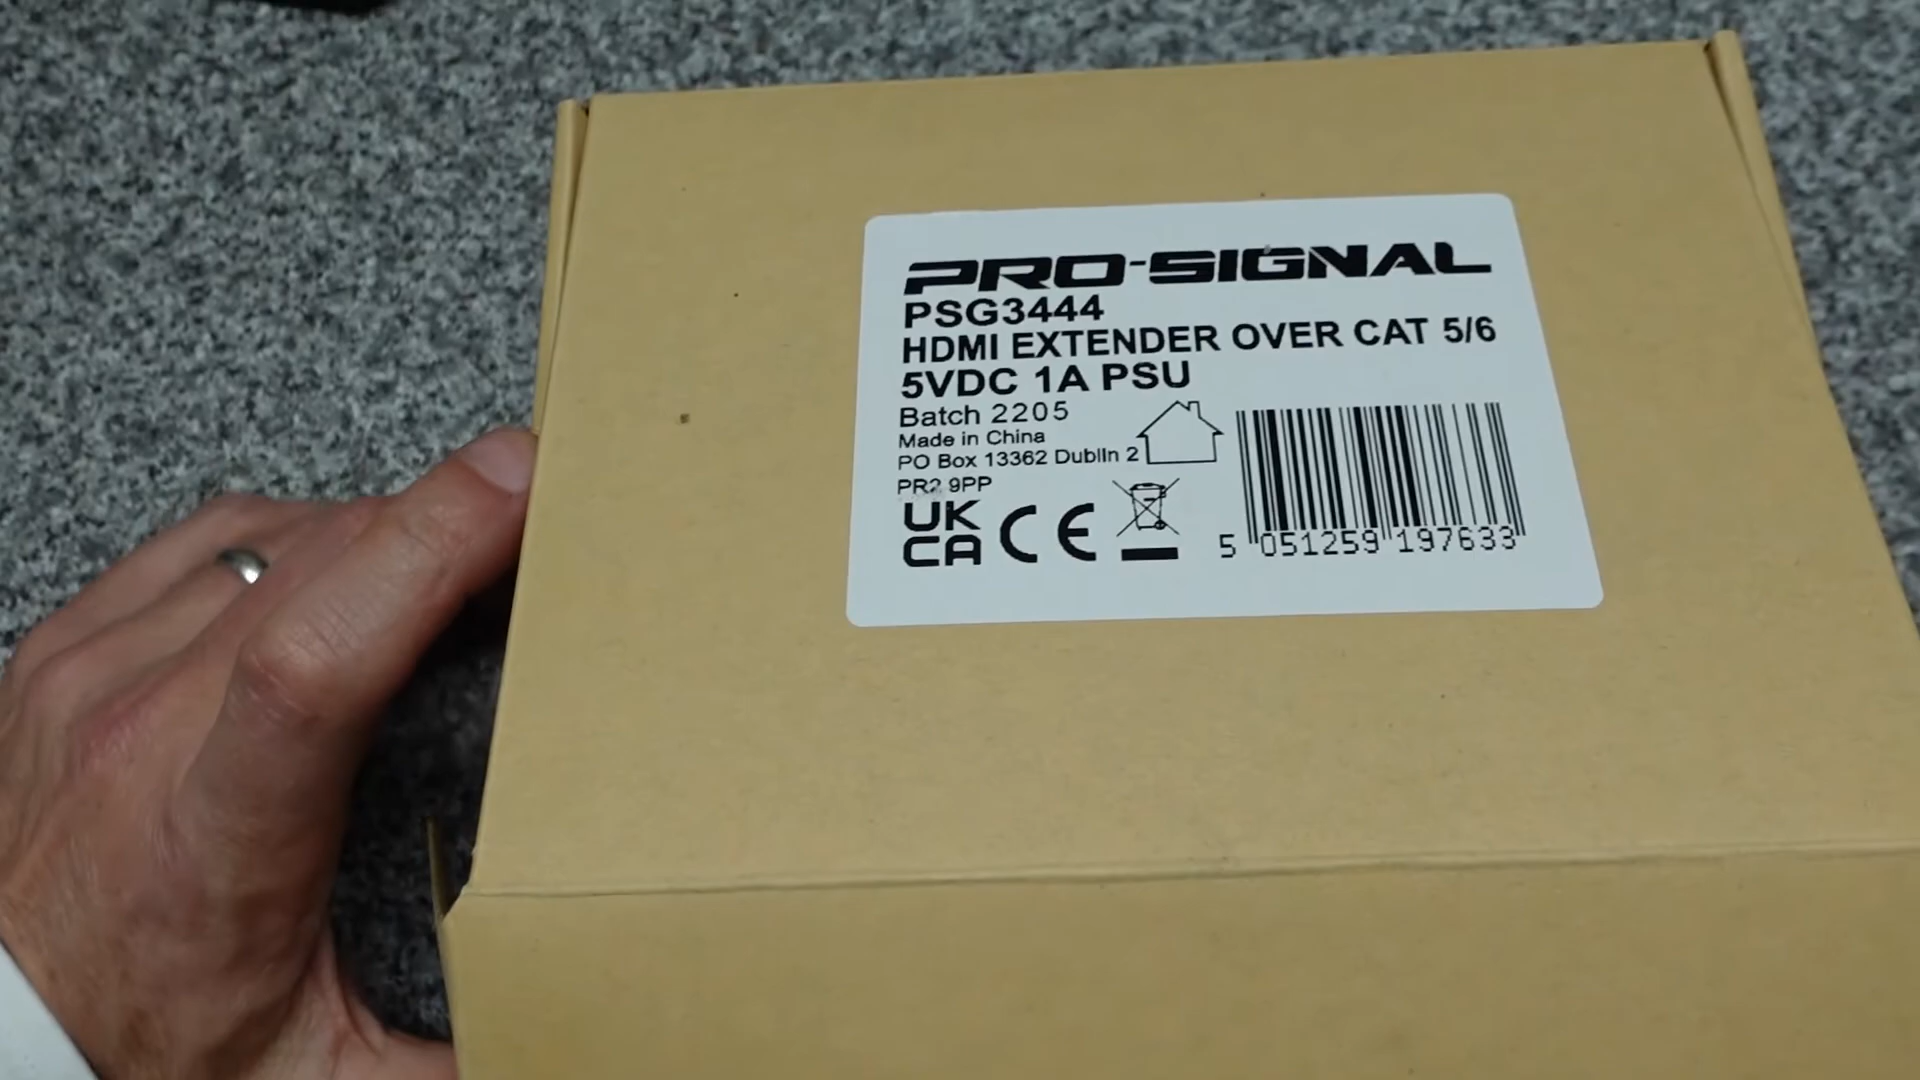 PRO-SIGNAL
PSG3444
HDMI EXTENDER OVER CAT 5/6
5VDC 1A PSU
Batch 2205
Made in China
PO Box 13362 Dublin 2
PR2 9PP
UK
CA CE
5 051259 197633